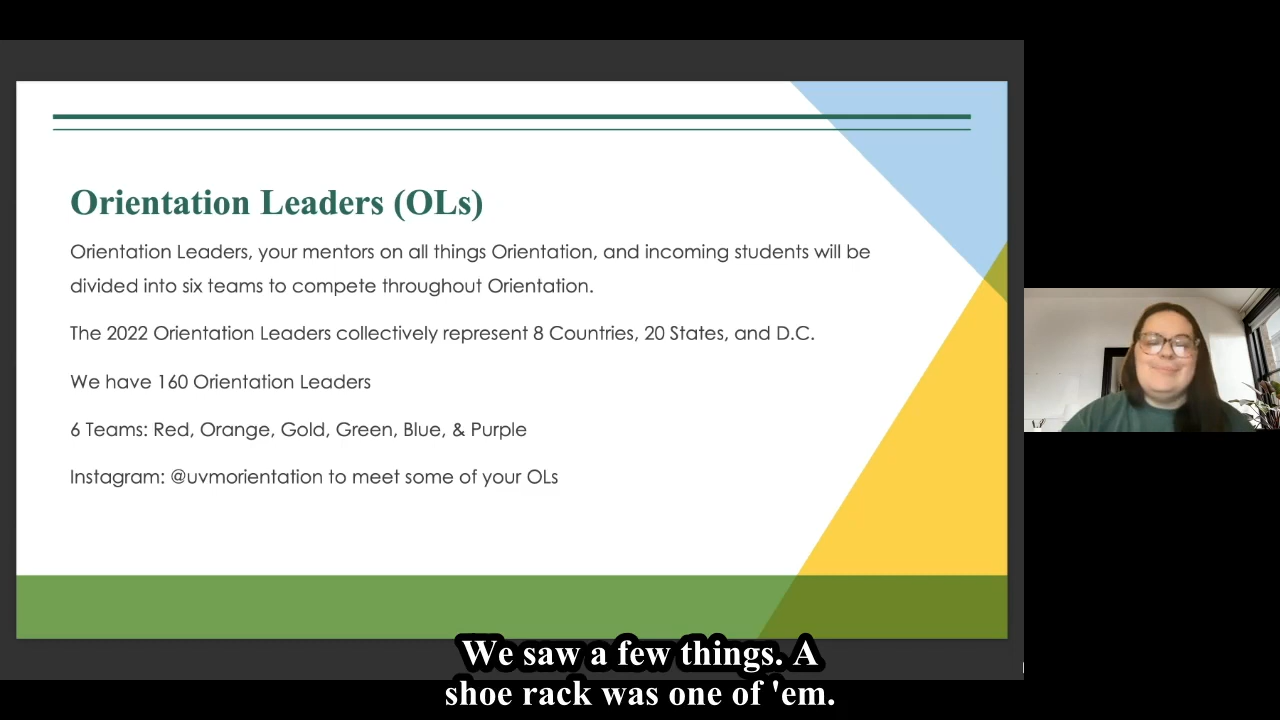 Orientation Leaders (OLs)
Orientation Leaders, your mentors on all things Orientation, and incoming students will be
divided into six teams to compete throughout Orientation.
The 2022 Orientation Leaders collectively represent 8 Countries, 20 States, and D.C.
We have 160 Orientation Leaders
6 Teams: Red, Orange, Gold, Green, Blue, & Purple
Instagram: @uvmorientation to meet some of your OLs
We saw a few things. A
shoe rack was one of 'em.